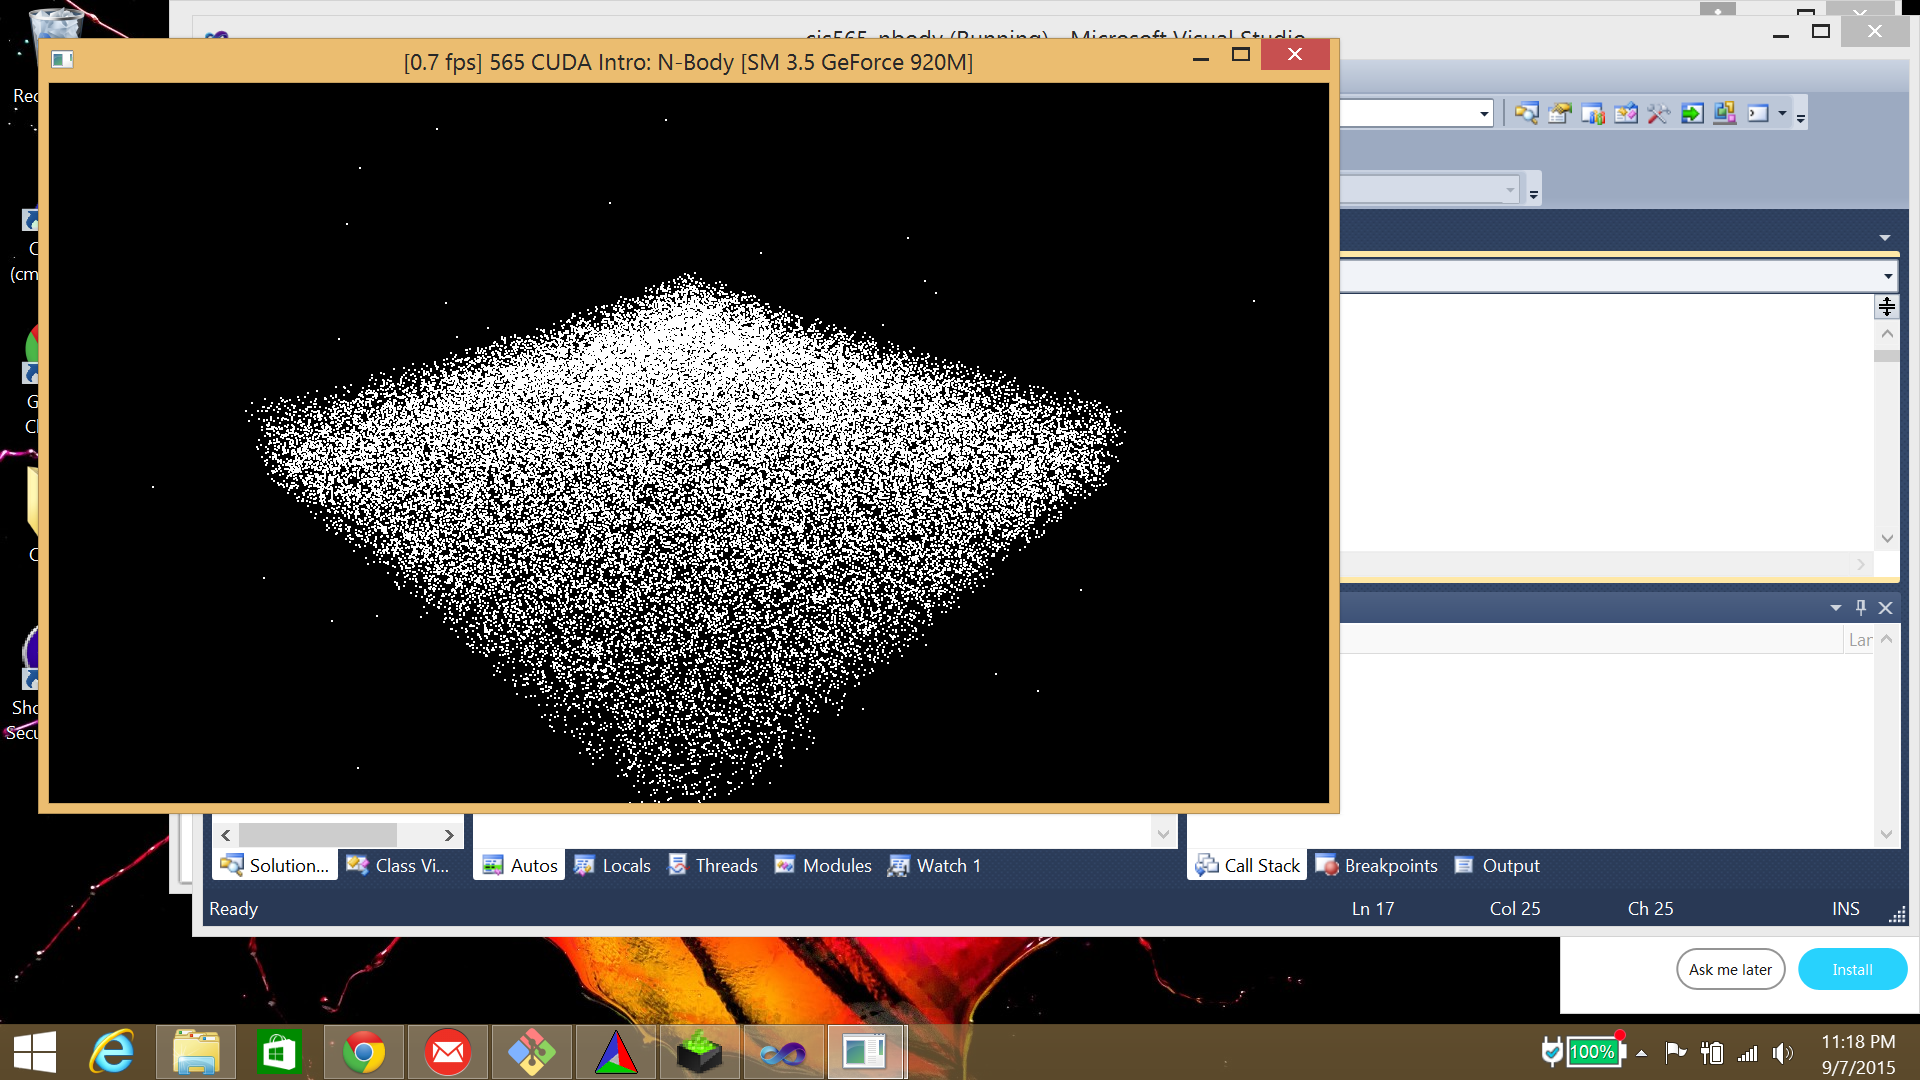 cis565_nbody (Running) - Microsoft Visual Studio
[0.7 fps] 565 CUDA Intro: N-Body [SM 3.5 GeForce 920M]
Rec
C
(cm
G
C
Sho
Secu
Lar
Solution...
Class Vi...
Autos
Locals
Threads
Modules
Watch 1
Call Stack
Breakpoints
Output
Ready
Ln 17
Col 25
Ch 25
INS
Ask me later
Install
100%
11:18 PM
9/7/2015